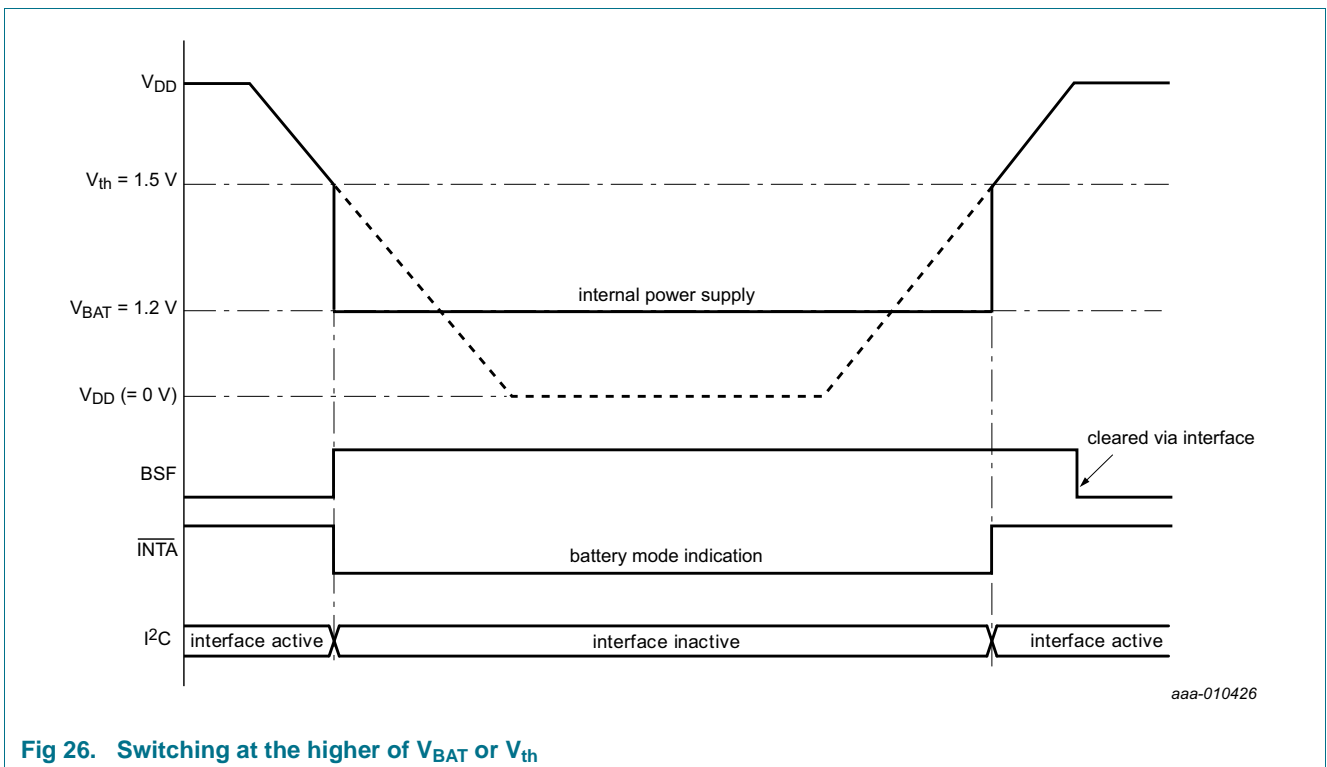 VDD
Vth = 1.5 V
VBAT = 1.2 V
internal power supply
VDD (= 0 V)
cleared via interface
BSF
INTA
battery mode indication
I2C
interface active
interface inactive
interface active
aaa-010426
Fig 26. Switching at the higher of VBAT or Vth